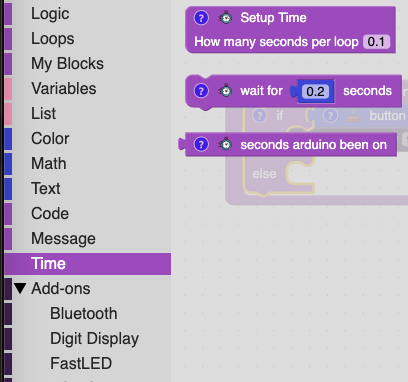 Logic
Loops
My Blocks
Variables
List
Color
Math
Text
Code
Message
Time
Add-ons
Bluetooth
Digit Display
FastLED
? Setup Time
How many seconds per loop 0.1
? wait for 0.2 seconds
? if ? button
? seconds arduino been on
else